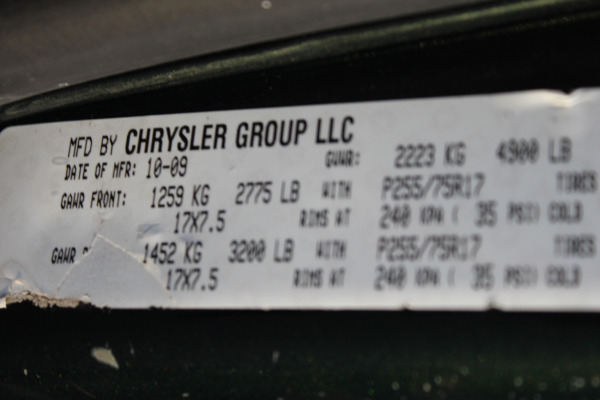 MFD BY CHRYSLER GROUP LLC
DATE OF MFR: 10-09 GVWR: 2223 KG 4900 LB
GAWR FRONT: 1259 KG 2775 LB WITH P255/75R17 TIRES
17X7.5 RIMS AT 240 KPA ( 35 PSI) COLD
GAWR 1452 KG 3200 LB WITH P255/75R17 TIRES
17X7.5 RIMS AT 240 KPA ( 35 PSI) COLD